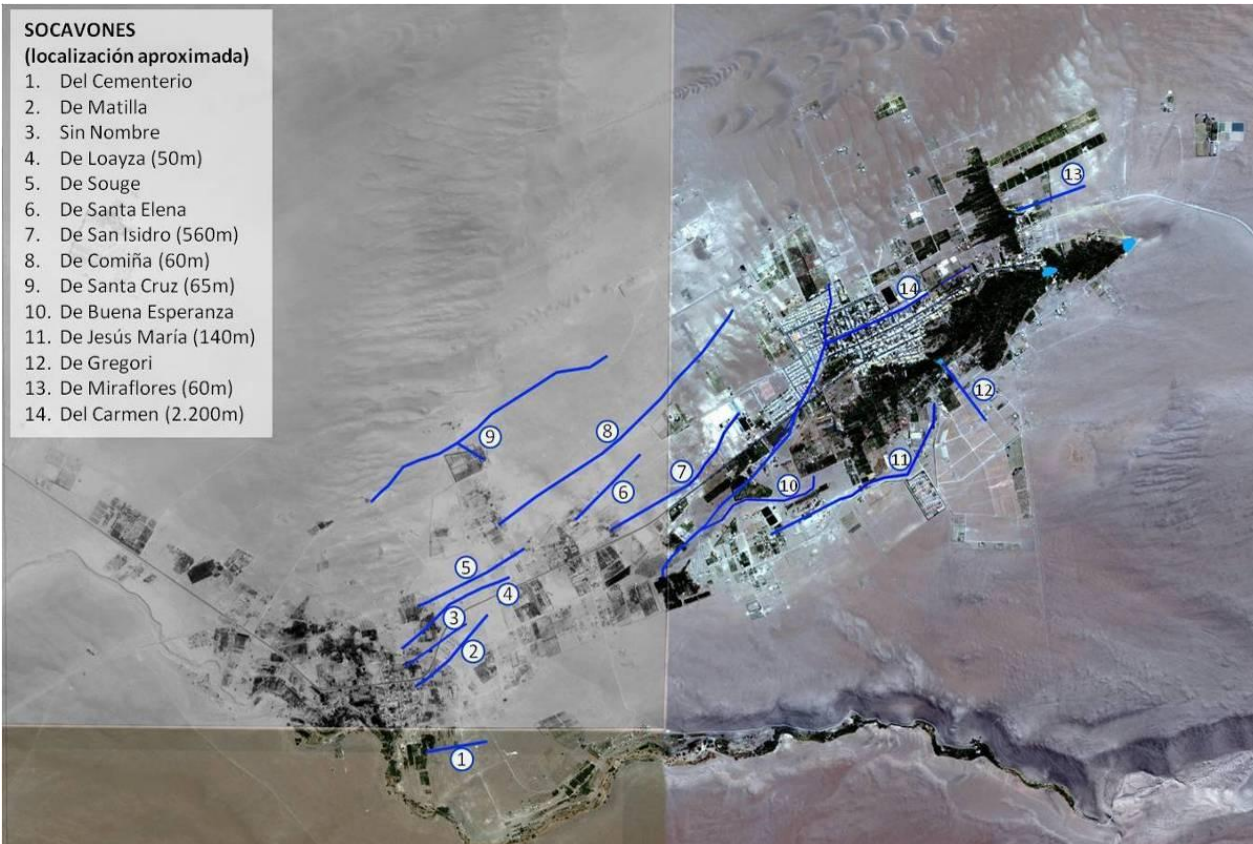 SOCAVONES
(localización aproximada)
1. Del Cementerio
2. De Matilla
3. Sin Nombre
4. De Loayza (50m)
5. De Souge
6. De Santa Elena
7. De San Isidro (560m)
8. De Comiña (60m)
9. De Santa Cruz (65m)
10. De Buena Esperanza
11. De Jesús María (140m)
12. De Gregori
13. De Miraflores (60m)
14. Del Carmen (2.200m)
13
14
12
9
8
11
7
10
6
5
4
3
2
1